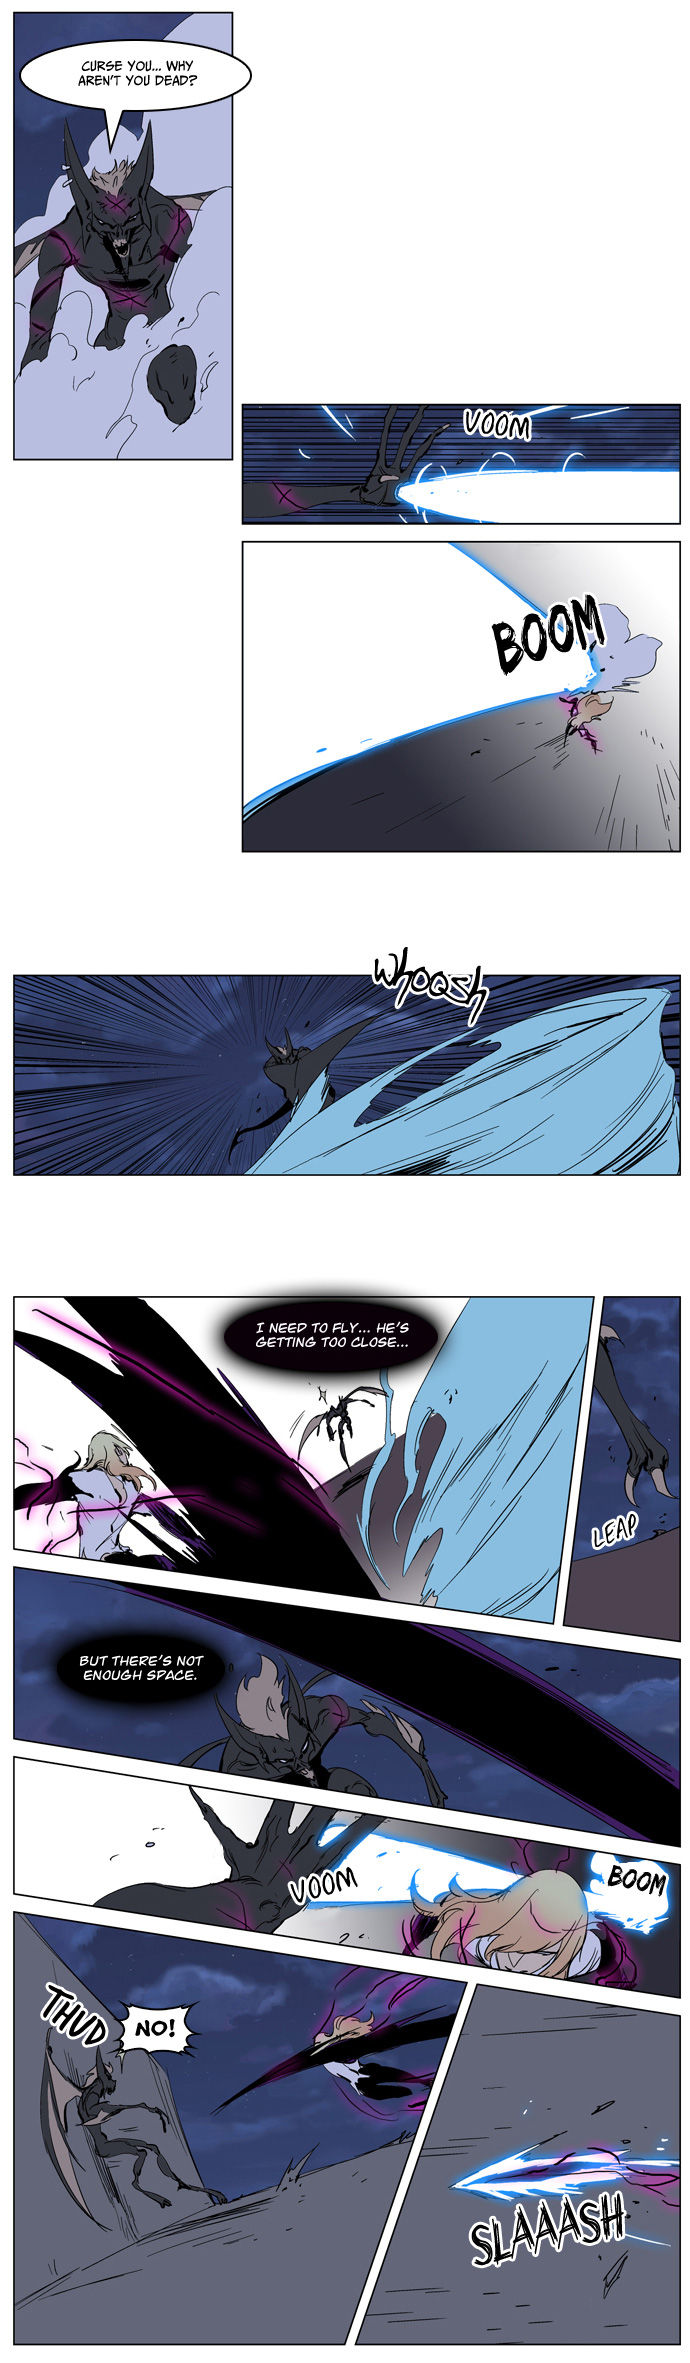 CURSE YOU... WHY
AREN'T YOU DEAD?
VOOM
BOOM
WHOOSH
I NEED TO FLY... HE'S
GETTING TOO CLOSE...
LEAP
BUT THERE'S NOT
ENOUGH SPACE.
VOOM
BOOM
THUD
NO!
SLAAASH